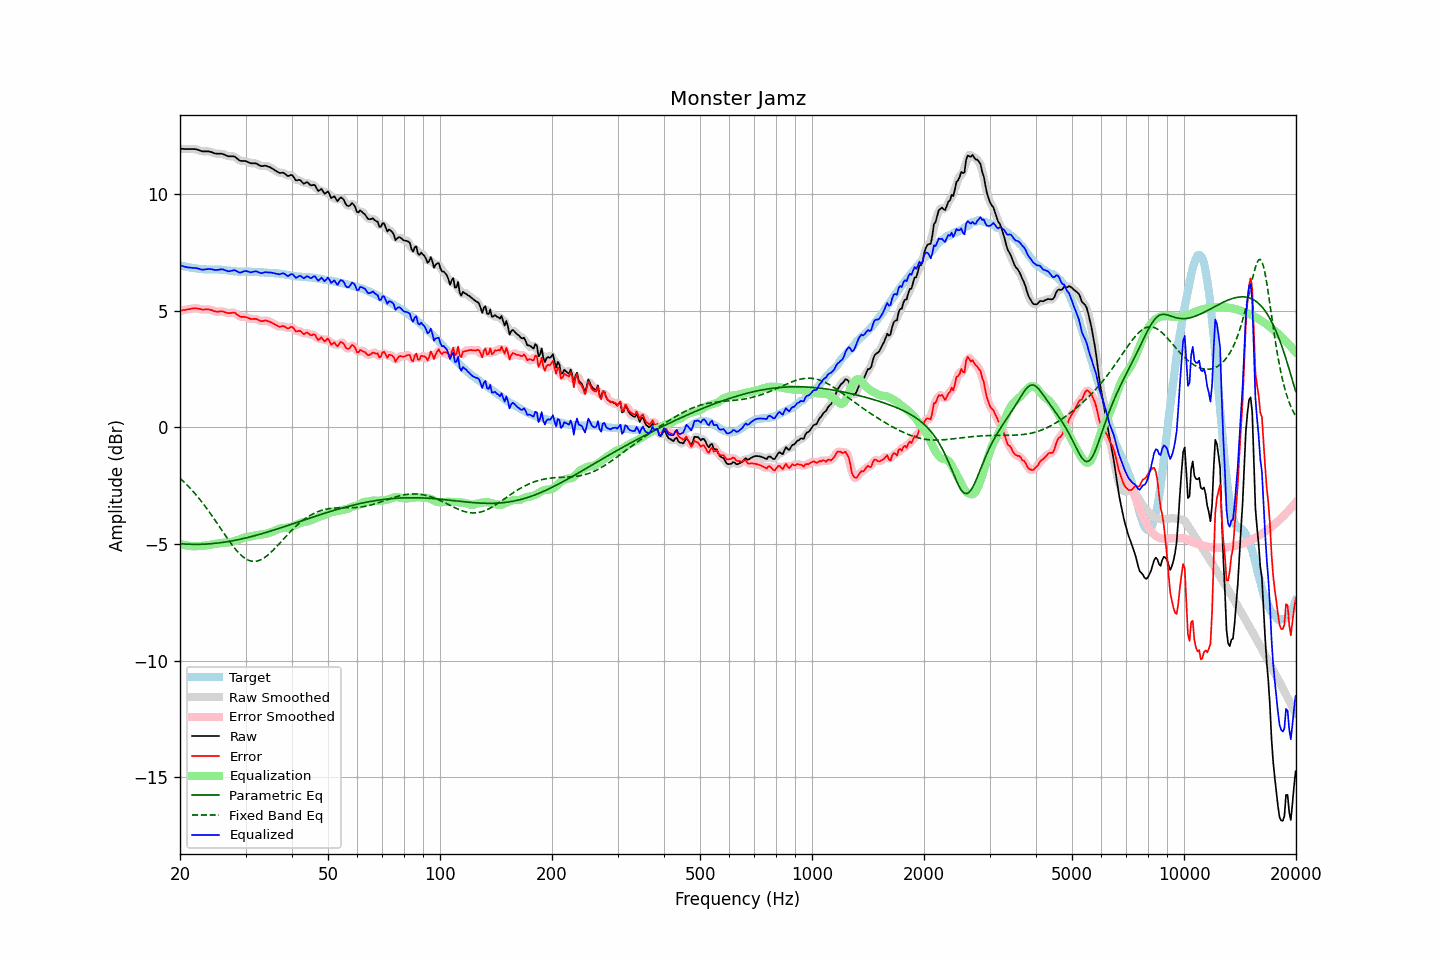 Monster Jamz
Amplitude (dBr)
10
5
0
−5
−10
−15
Target
Raw Smoothed
Error Smoothed
Raw
Error
Equalization
Parametric Eq
Fixed Band Eq
Equalized
20 50 100 200 500 1000 2000 5000 10000 20000
Frequency (Hz)